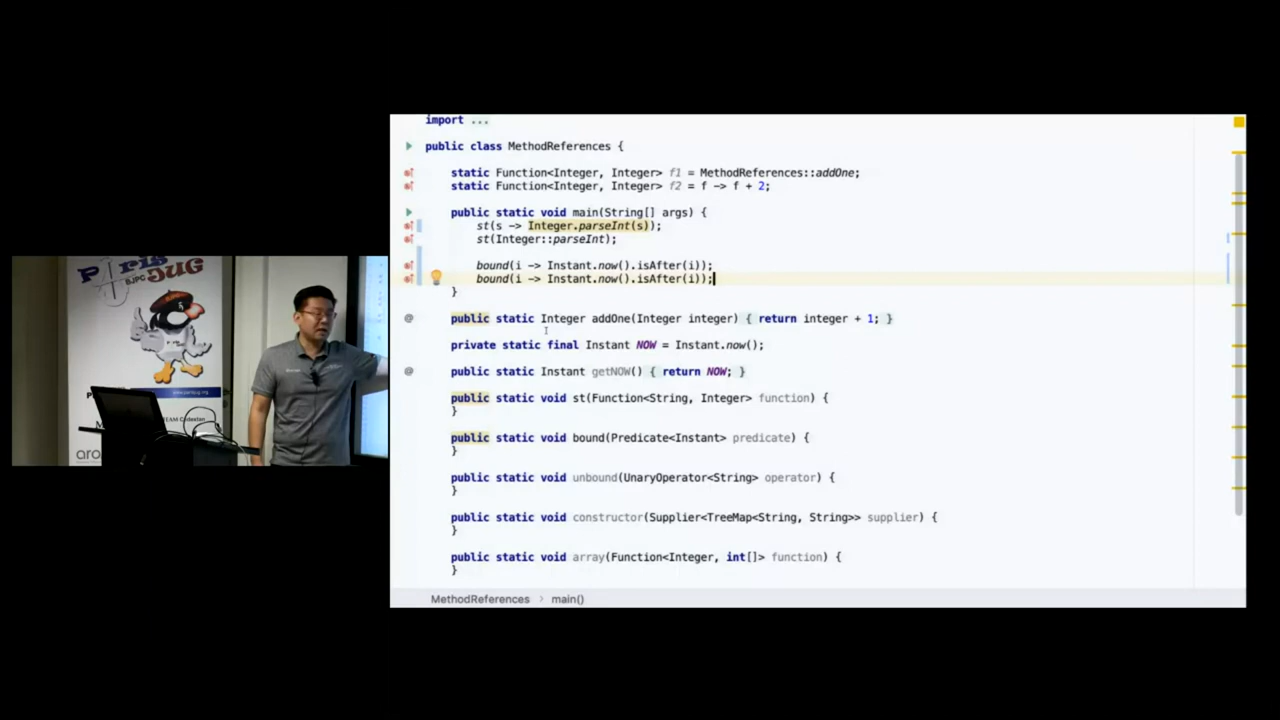 Paris
JUG
BJPC
www.parisjug.org
import ...
public class MethodReferences {
static Function<Integer, Integer> f1 = MethodReferences::addOne;
static Function<Integer, Integer> f2 = f -> f + 2;
public static void main(String[] args) {
st(s -> Integer.parseInt(s));
st(Integer::parseInt);
bound(i -> Instant.now().isAfter(i));
bound(i -> Instant.now().isAfter(i));
}
public static Integer addOne(Integer integer) { return integer + 1; }
private static final Instant NOW = Instant.now();
public static Instant getNOW() { return NOW; }
public static void st(Function<String, Integer> function) {
}
public static void bound(Predicate<Instant> predicate) {
}
public static void unbound(UnaryOperator<String> operator) {
}
public static void constructor(Supplier<TreeMap<String, String>> supplier) {
}
public static void array(Function<Integer, int[]> function) {
}
MethodReferences > main()